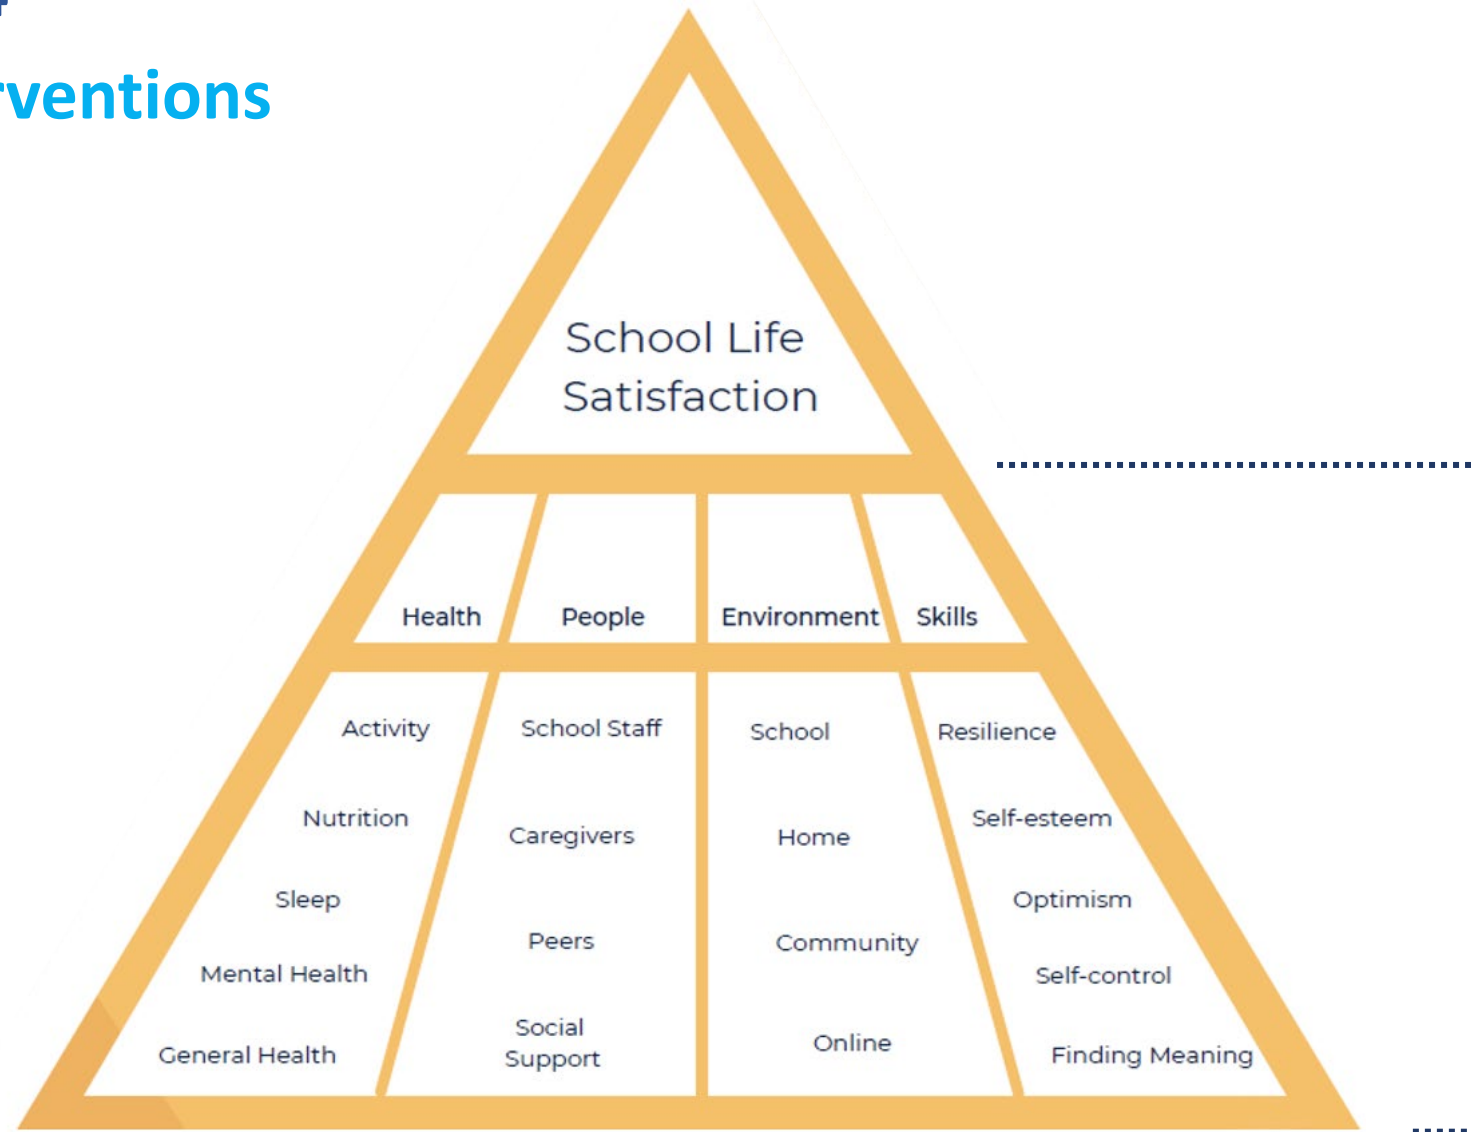 rventions
School Life
Satisfaction
Health
People
Environment
Skills
Activity
Nutrition
Sleep
Mental Health
General Health
School Staff
Caregivers
Peers
Social
Support
School
Home
Community
Online
Resilience
Self-esteem
Optimism
Self-control
Finding Meaning